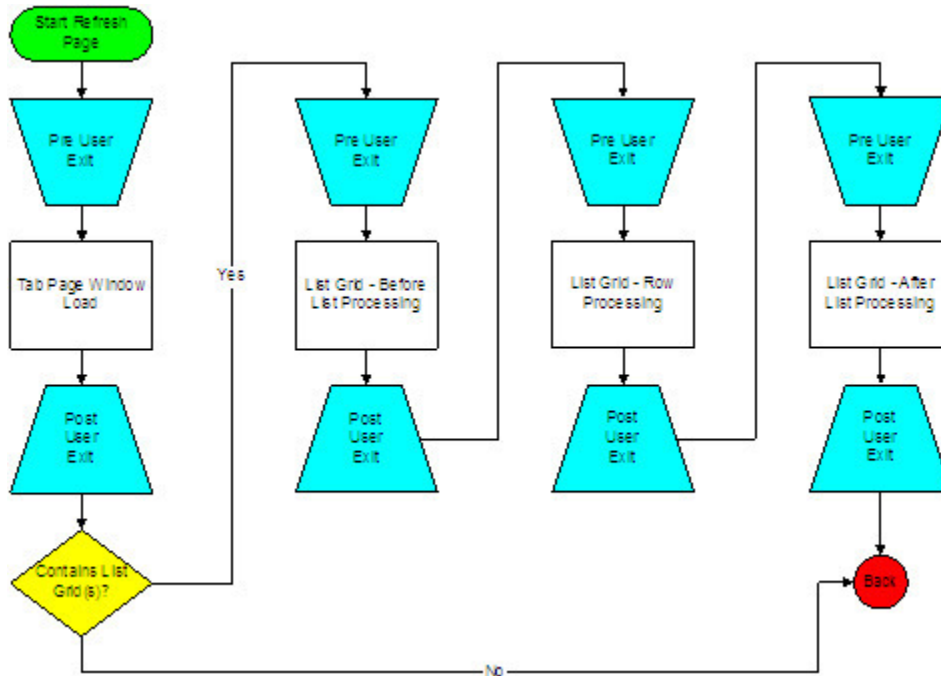 Start Refresh
Page
Pre User
Exit
Tab Page Window
Load
Post
User
Exit
Contains List
Grid(s)?
Yes
Pre User
Exit
List Grid - Before
List Processing
Post
User
Exit
Pre User
Exit
List Grid - Row
Processing
Post
User
Exit
Pre User
Exit
List Grid - After
List Processing
Post
User
Exit
Back
No